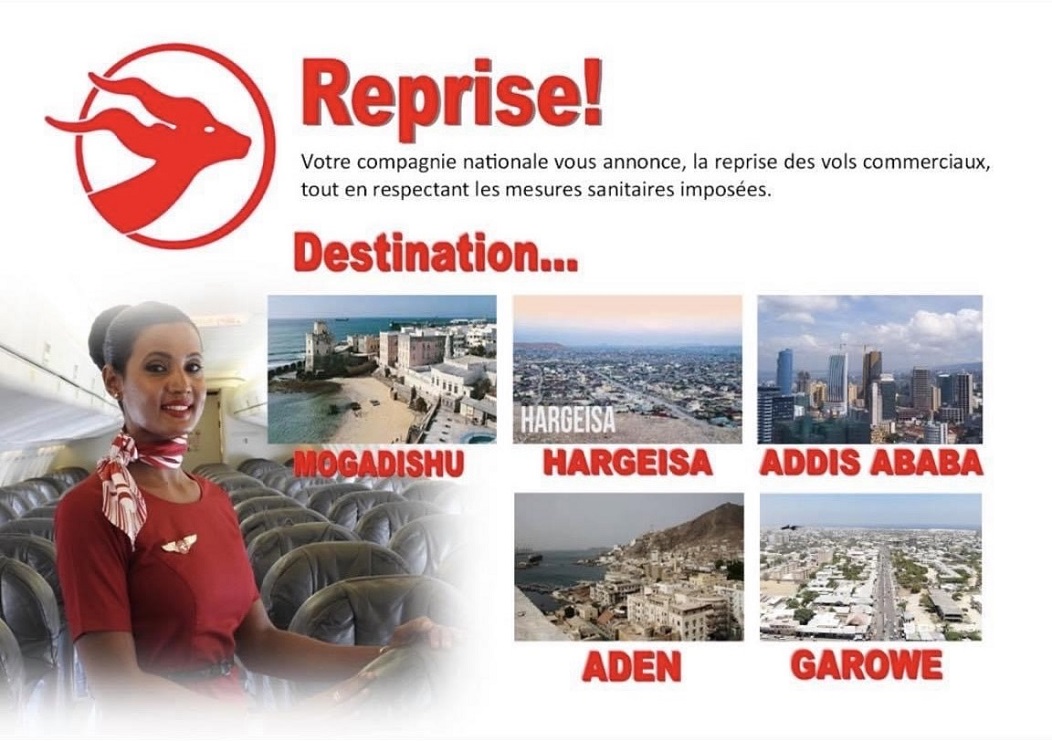 Reprise!
Votre compagnie nationale vous annonce, la reprise des vols commerciaux,
tout en respectant les mesures sanitaires imposées.
Destination...
HARGEISA
MOGADISHU
HARGEISA
ADDIS ABABA
ADEN
GAROWE